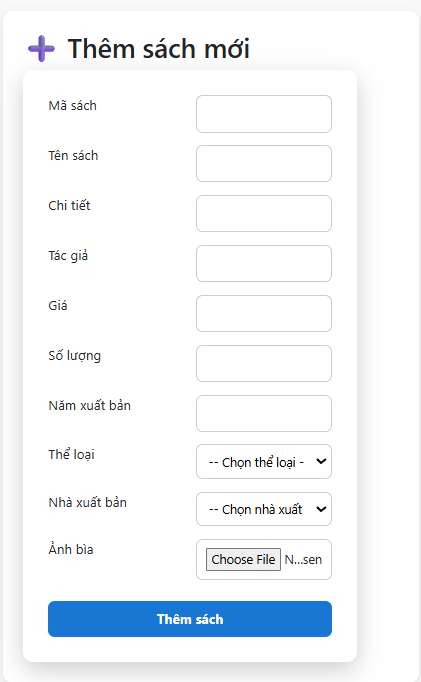 ➕ Thêm sách mới
Mã sách
Tên sách
Chi tiết
Tác giả
Giá
Số lượng
Năm xuất bản
Thể loại -- Chọn thể loại -
Nhà xuất bản -- Chọn nhà xuất
Ảnh bìa Choose File N...sen
Thêm sách